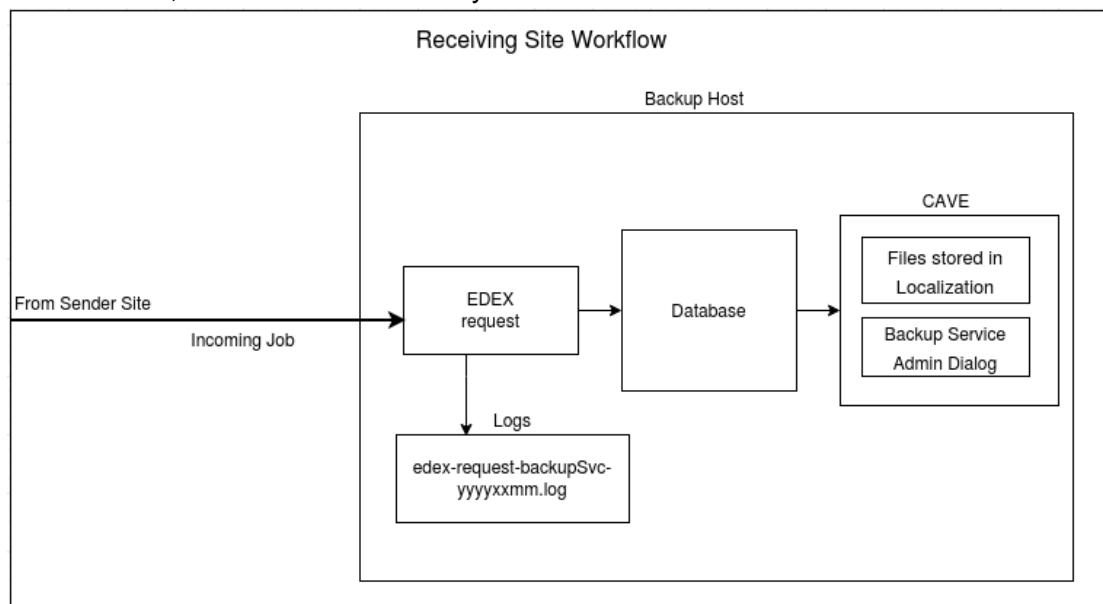 Receiving Site Workflow
Backup Host
CAVE
Files stored in
Localization
Backup Service
Admin Dialog
Database
EDEX
request
From Sender Site
Incoming Job
Logs
edex-request-backupSvc-
yyyyxxmm.log